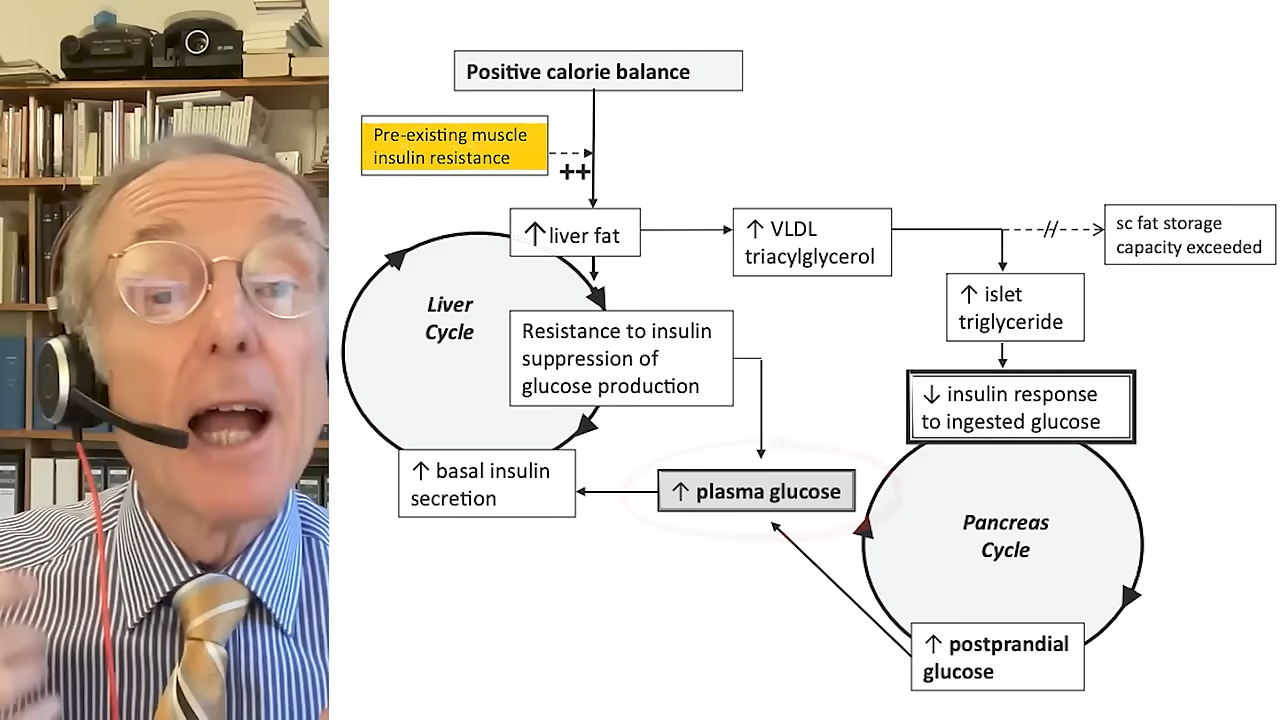 Positive calorie balance
Pre-existing muscle
insulin resistance
++
↑ liver fat
↑ VLDL
triacylglycerol
//
sc fat storage
capacity exceeded
↑ islet
triglyceride
Liver
Cycle
Resistance to insulin
suppression of
glucose production
↓ insulin response
to ingested glucose
↑ basal insulin
secretion
↑ plasma glucose
Pancreas
Cycle
↑ postprandial
glucose